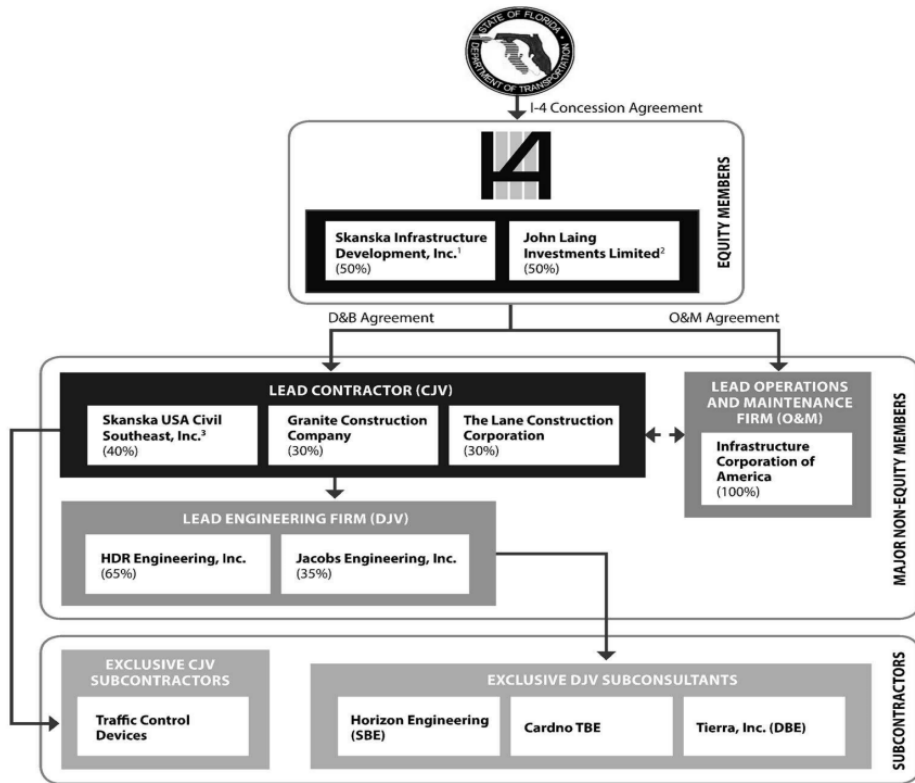 STATE OF FLORIDA
DEPARTMENT OF TRANSPORTATION
I-4 Concession Agreement
I4
EQUITY MEMBERS
Skanska Infrastructure
Development, Inc.¹
(50%)
John Laing
Investments Limited²
(50%)
D&B Agreement
O&M Agreement
LEAD CONTRACTOR (CJV)
Skanska USA Civil
Southeast, Inc.³
(40%)
Granite Construction
Company
(30%)
The Lane Construction
Corporation
(30%)
LEAD OPERATIONS
AND MAINTENANCE
FIRM (O&M)
Infrastructure
Corporation of
America
(100%)
LEAD ENGINEERING FIRM (DJV)
HDR Engineering, Inc.
(65%)
Jacobs Engineering, Inc.
(35%)
MAJOR NON-EQUITY MEMBERS
EXCLUSIVE CJV
SUBCONTRACTORS
Traffic Control
Devices
EXCLUSIVE DJV SUBCONSULTANTS
Horizon Engineering
(SBE)
Cardno TBE
Tierra, Inc. (DBE)
SUBCONTRACTORS